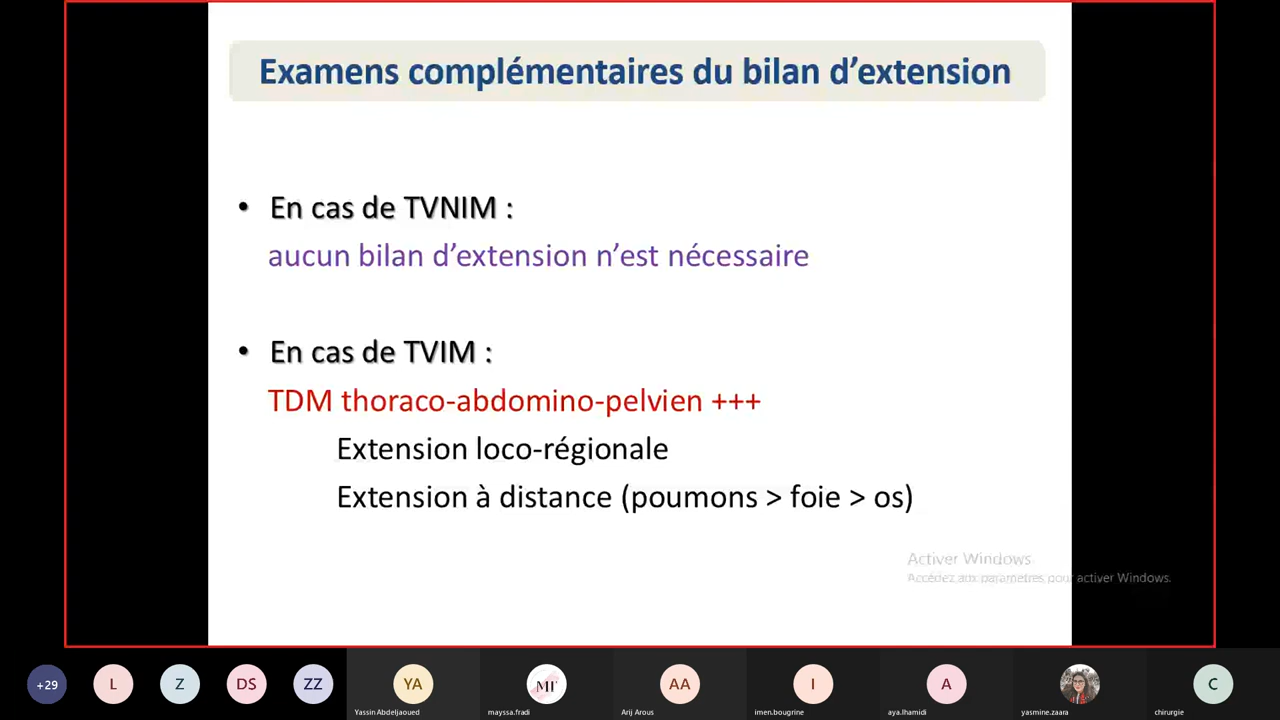 Examens complémentaires du bilan d’extension
• En cas de TVNIM :
aucun bilan d’extension n’est nécessaire
• En cas de TVIM :
TDM thoraco-abdomino-pelvien +++
Extension loco-régionale
Extension à distance (poumons > foie > os)
Activer Windows
Accédez aux paramètres pour activer Windows.
+29
L
Z
DS
ZZ
YA
MF
AA
I
A
C
Yassin Abdeljaoued
mayssa.fradi
Arij Arous
imen.bougrine
aya.lhamidi
yasmine.zaara
chirurgie